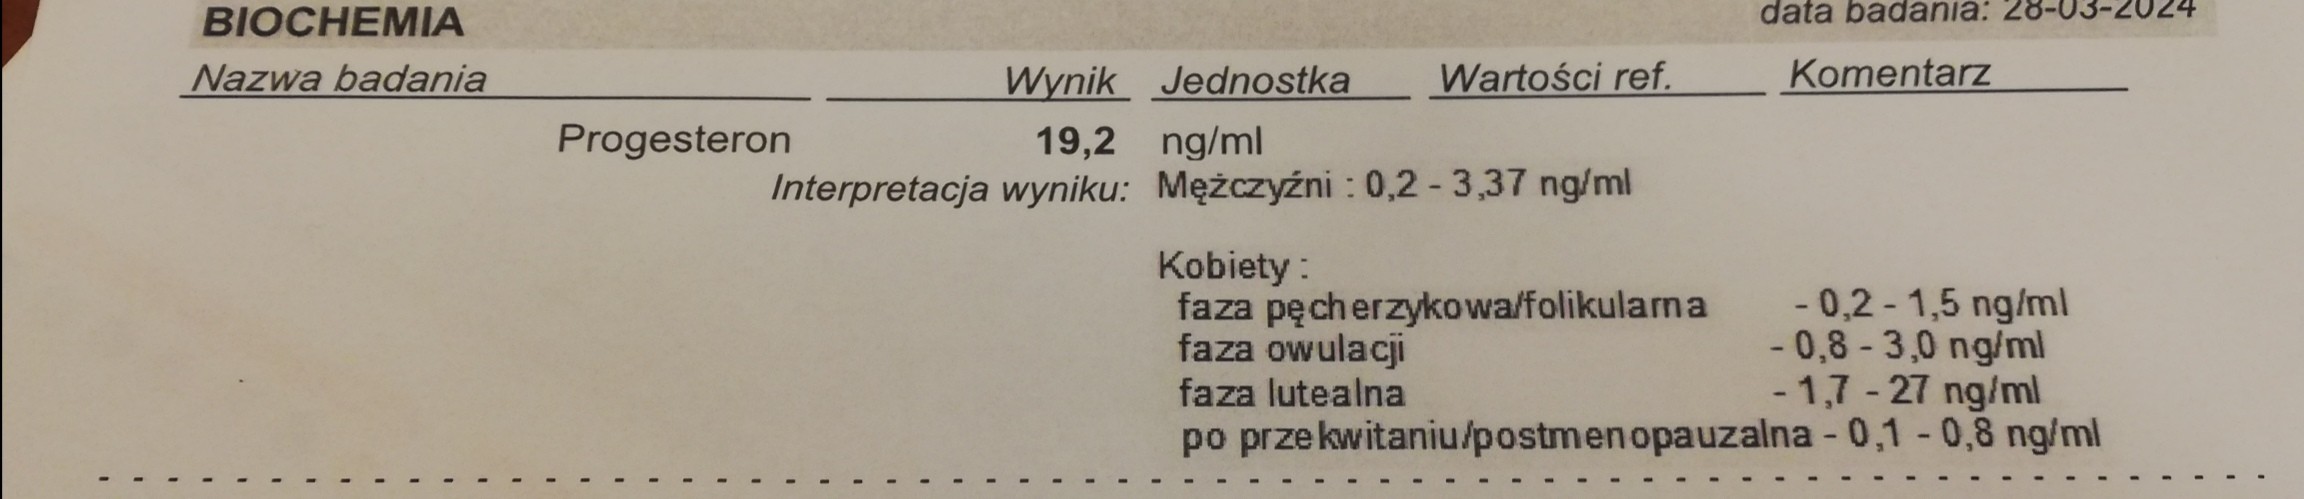 BIOCHEMIA data badania: 28-03-2024
Nazwa badania Wynik Jednostka Wartości ref. Komentarz
Progesteron 19,2 ng/ml
Interpretacja wyniku: Mężczyźni : 0,2 - 3,37 ng/ml
Kobiety :
faza pęcherzykowa/folikularna - 0,2 - 1,5 ng/ml
faza owulacji - 0,8 - 3,0 ng/ml
faza lutealna - 1,7 - 27 ng/ml
po przekwitaniu/postmenopauzalna - 0,1 - 0,8 ng/ml